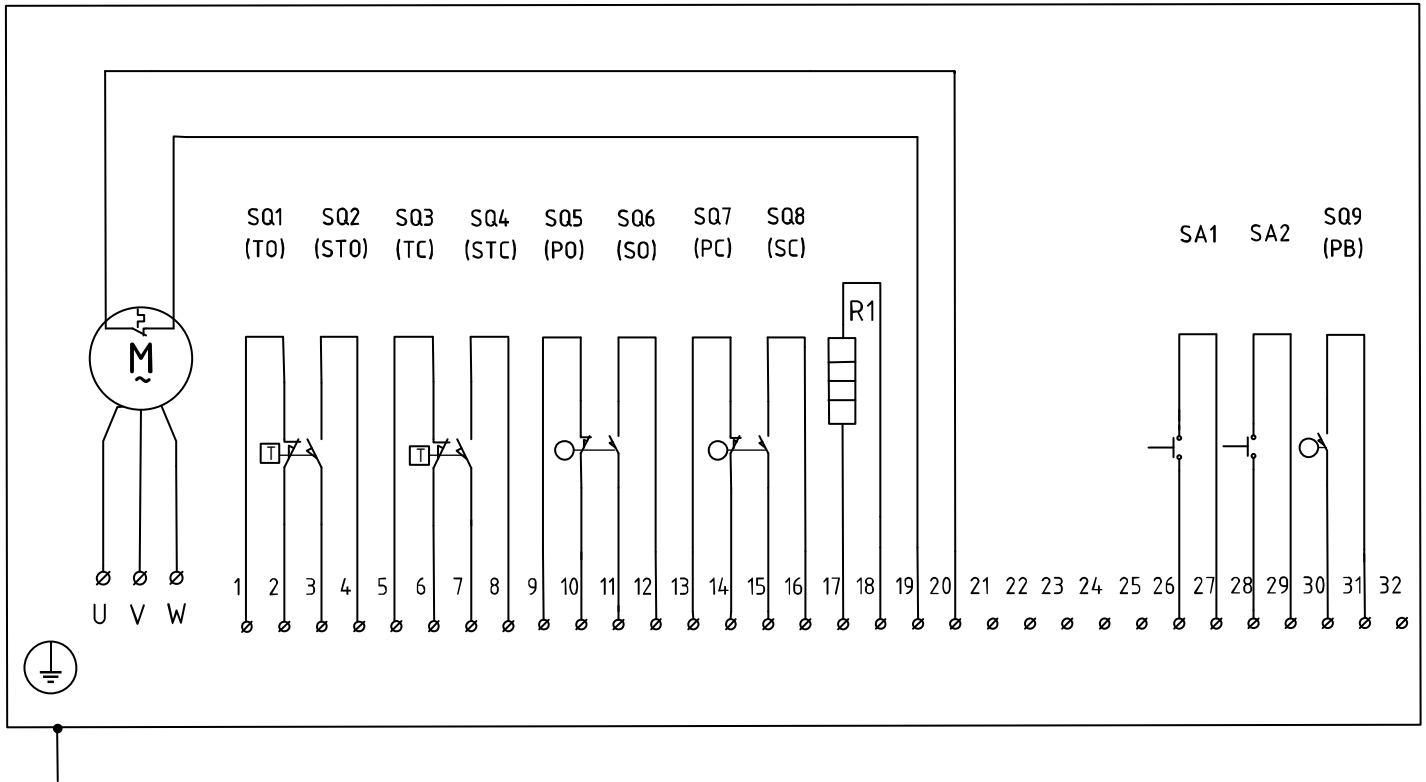 SQ1 SQ2 SQ3 SQ4 SQ5 SQ6 SQ7 SQ8 SQ9
(TO) (STO) (TC) (STC) (PO) (SO) (PC) (SC) SA1 SA2 (PB)
R1
M
~
T T
1 2 3 4 5 6 7 8 9 10 11 12 13 14 15 16 17 18 19 20 21 22 23 24 25 26 27 28 29 30 31 32
U V W